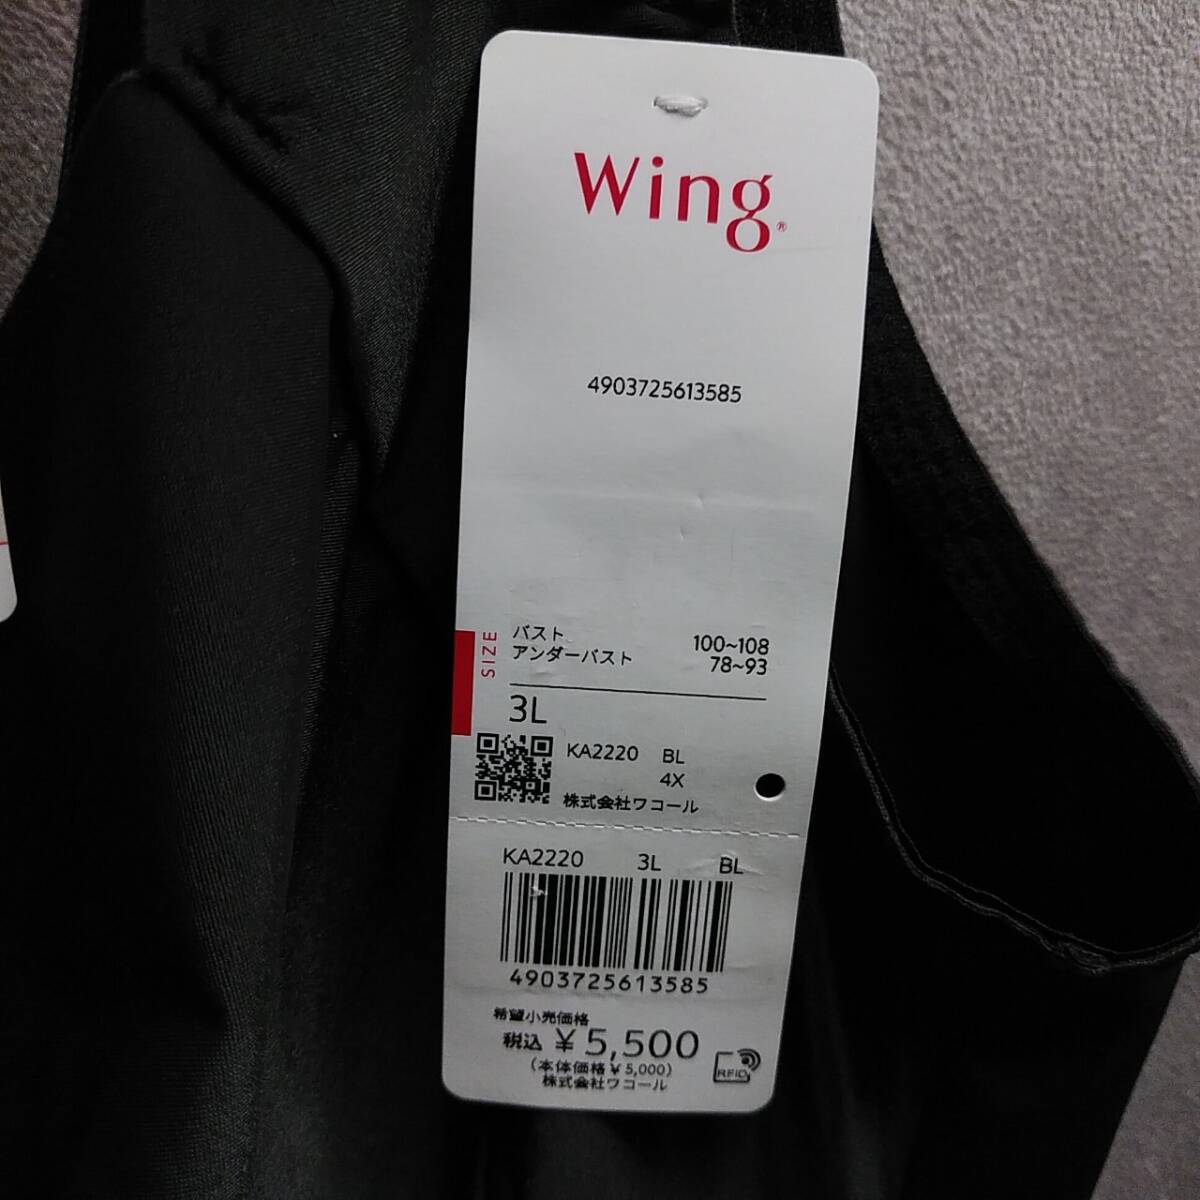 Wing®
4903725613585
SIZE
バスト 100~108
アンダーバスト 78~93
3L
KA2220 BL
4X
株式会社ワコール
KA2220 3L BL
4903725613585
希望小売価格
税込 ¥5,500
(本体価格¥5,000)
株式会社ワコール
RFID